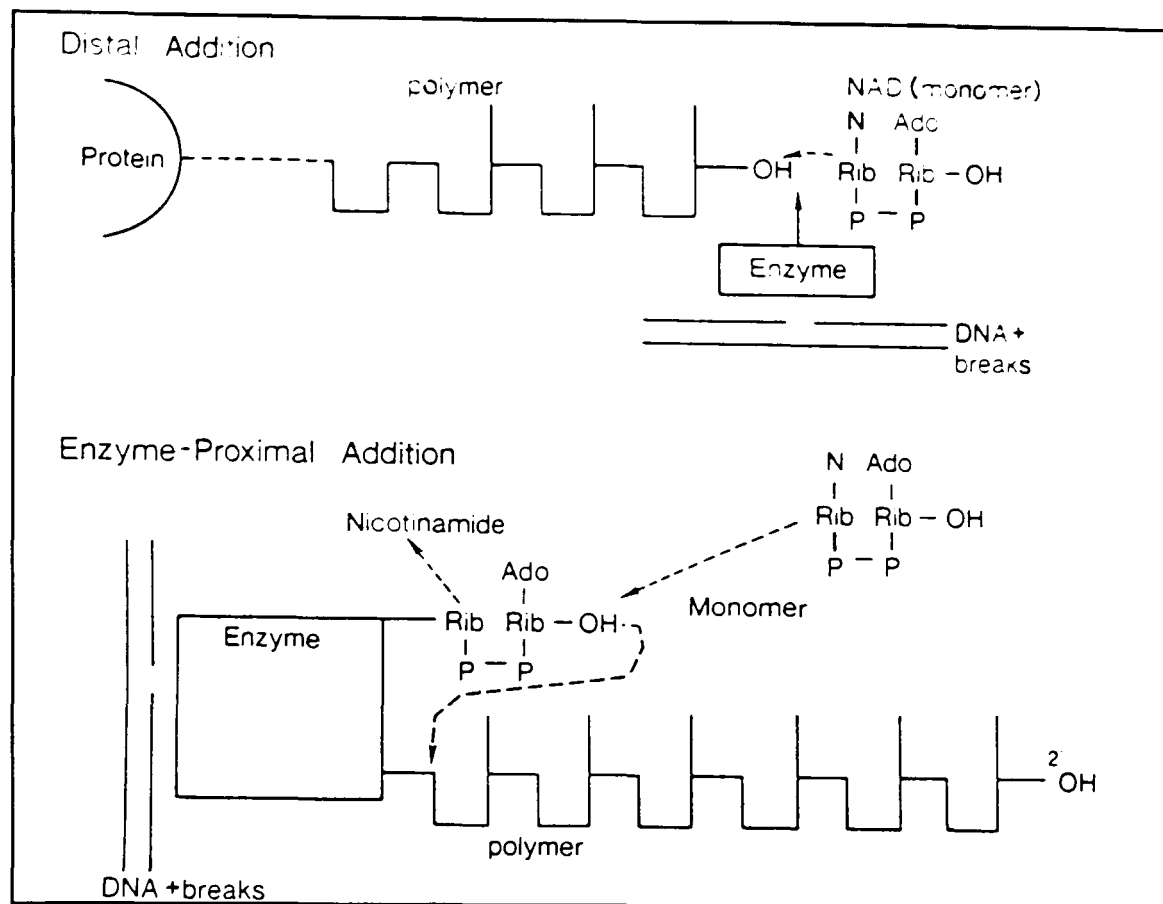 Distal Addition
polymer
NAD (monomer)
N Ado
Protein
OH Rib Rib – OH
P – P
Enzyme
DNA +
breaks
Enzyme-Proximal Addition
N Ado
Nicotinamide
Rib Rib – OH
P – P
Ado
Monomer
Rib Rib – OH
Enzyme
P – P
2'
OH
polymer
DNA + breaks